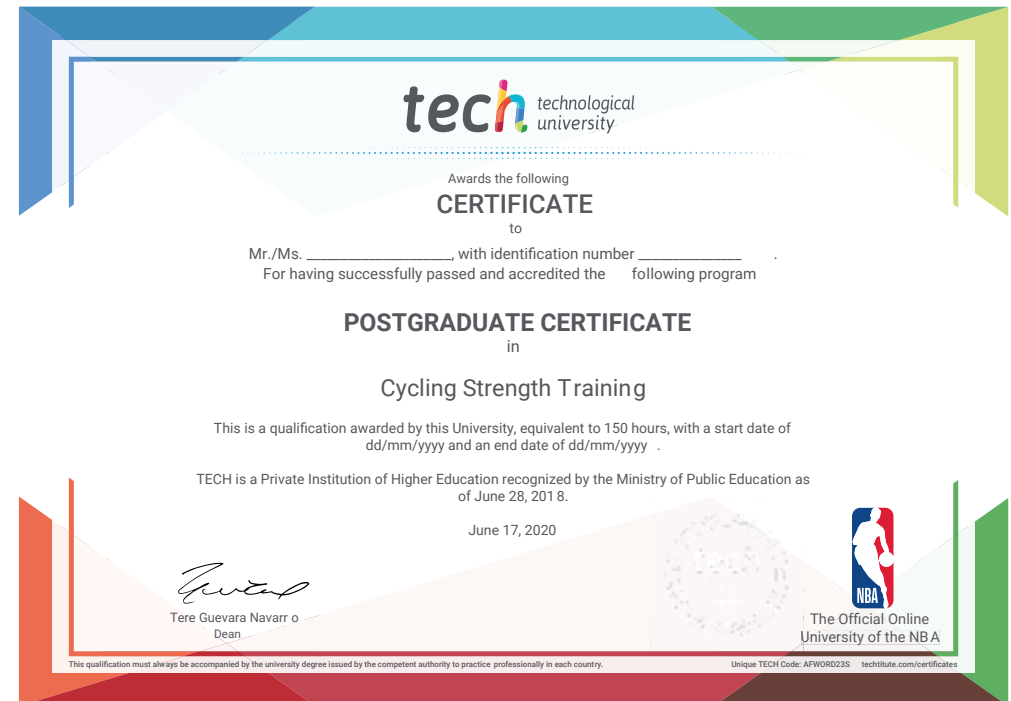 tech technological
university
Awards the following
CERTIFICATE
to
Mr./Ms. ___________________, with identification number ______________ .
For having successfully passed and accredited the following program
POSTGRADUATE CERTIFICATE
in
Cycling Strength Training
This is a qualification awarded by this University, equivalent to 150 hours, with a start date of
dd/mm/yyyy and an end date of dd/mm/yyyy .
TECH is a Private Institution of Higher Education recognized by the Ministry of Public Education as
of June 28, 2018.
June 17, 2020
tech
NBA
Tere Guevara Navarro
Dean
The Official Online
University of the NBA
This qualification must always be accompanied by the university degree issued by the competent authority to practice professionally in each country.
Unique TECH Code: AFWORD23S techtitute.com/certificates